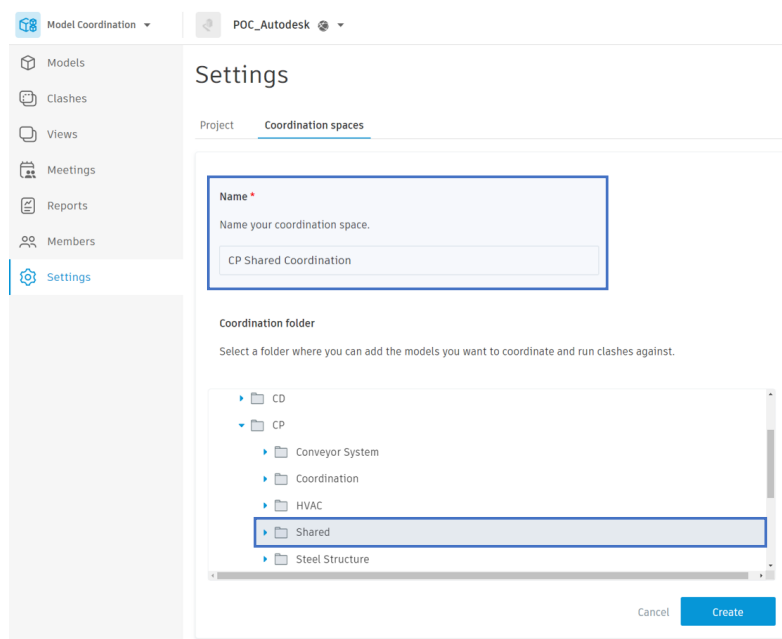 Model Coordination
POC_Autodesk
Models
Clashes
Views
Meetings
Reports
Members
Settings
Settings
Project
Coordination spaces
Name *
Name your coordination space.
CP Shared Coordination
Coordination folder
Select a folder where you can add the models you want to coordinate and run clashes against.
CD
CP
Conveyor System
Coordination
HVAC
Shared
Steel Structure
Cancel
Create